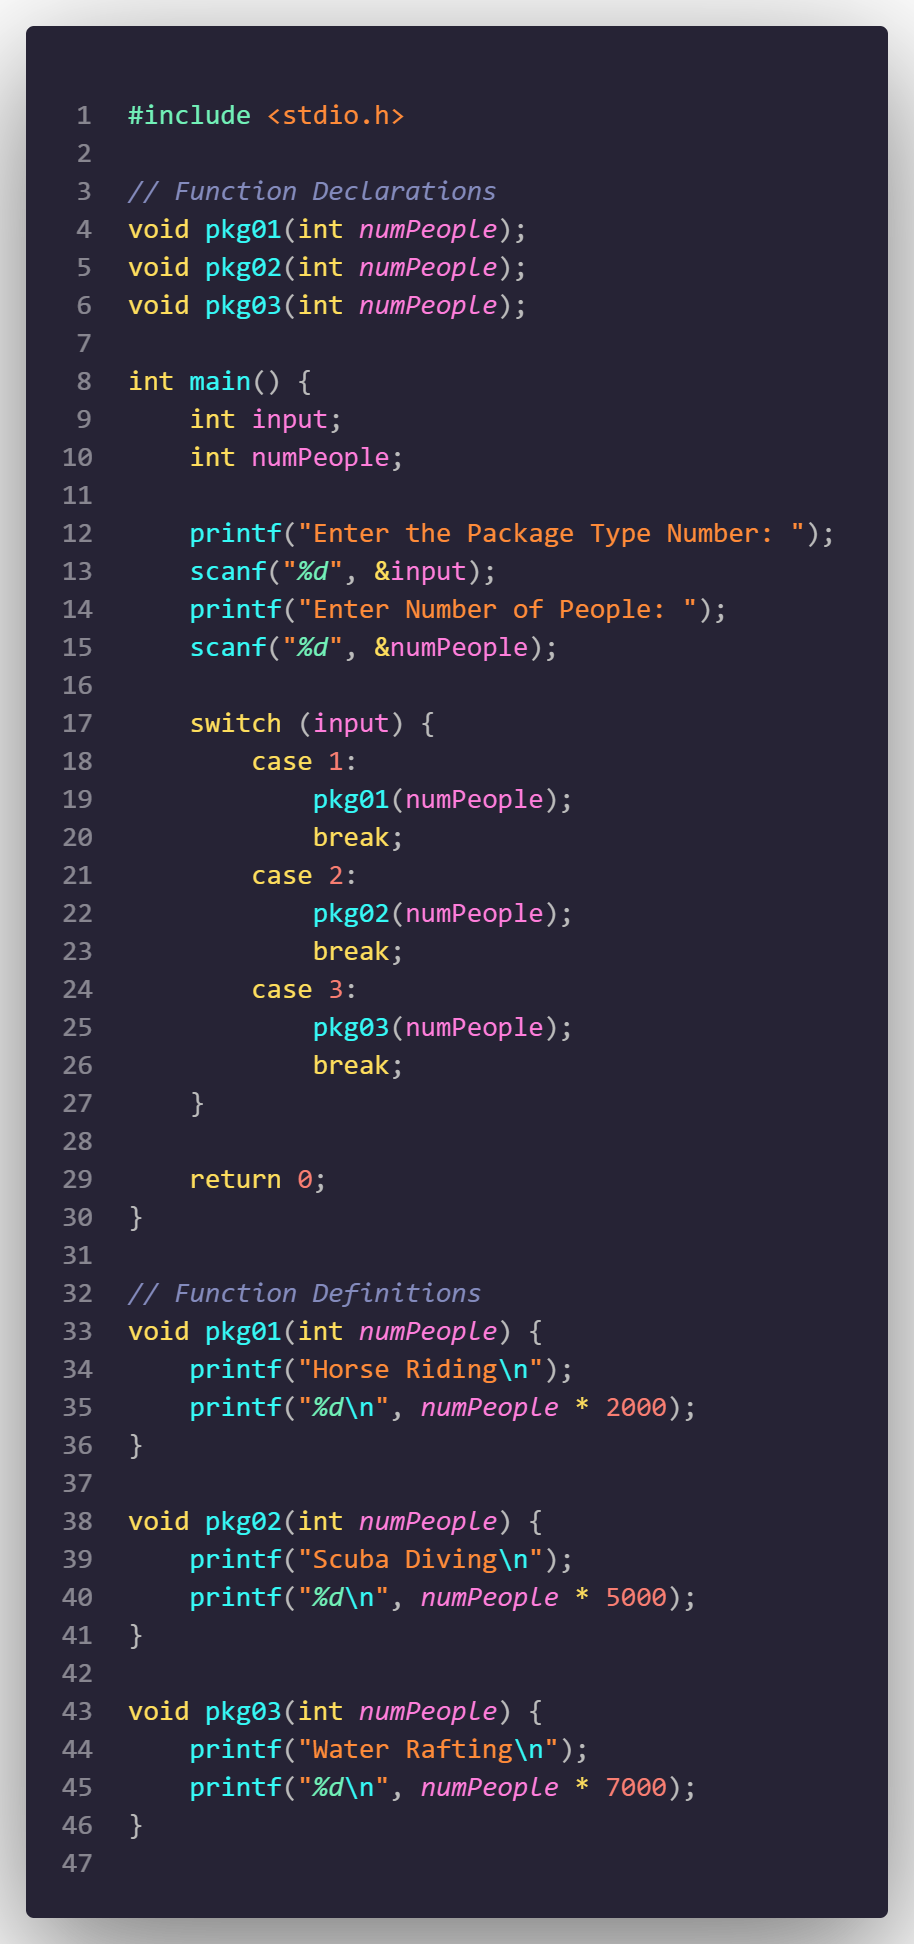 1 #include <stdio.h>
2
3 // Function Declarations
4 void pkg01(int numPeople);
5 void pkg02(int numPeople);
6 void pkg03(int numPeople);
7
8 int main() {
9     int input;
10     int numPeople;
11
12     printf("Enter the Package Type Number: ");
13     scanf("%d", &input);
14     printf("Enter Number of People: ");
15     scanf("%d", &numPeople);
16
17     switch (input) {
18         case 1:
19             pkg01(numPeople);
20             break;
21         case 2:
22             pkg02(numPeople);
23             break;
24         case 3:
25             pkg03(numPeople);
26             break;
27     }
28
29     return 0;
30 }
31
32 // Function Definitions
33 void pkg01(int numPeople) {
34     printf("Horse Riding\n");
35     printf("%d\n", numPeople * 2000);
36 }
37
38 void pkg02(int numPeople) {
39     printf("Scuba Diving\n");
40     printf("%d\n", numPeople * 5000);
41 }
42
43 void pkg03(int numPeople) {
44     printf("Water Rafting\n");
45     printf("%d\n", numPeople * 7000);
46 }
47